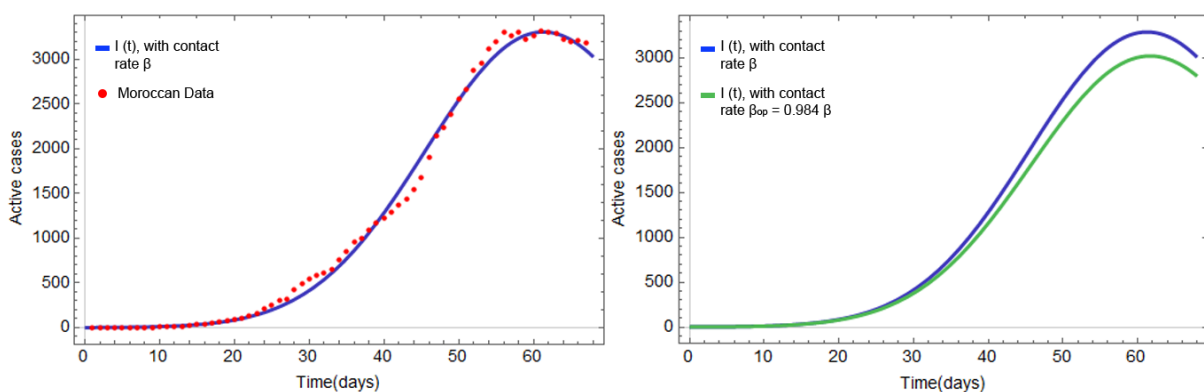 I (t), with contact
rate β
Moroccan Data
3000
2500
2000
1500
1000
500
0
Active cases
0 10 20 30 40 50 60
Time(days)
I (t), with contact
rate β
I (t), with contact
rate βop = 0.984 β
3000
2500
2000
1500
1000
500
0
Active cases
0 10 20 30 40 50 60
Time(days)